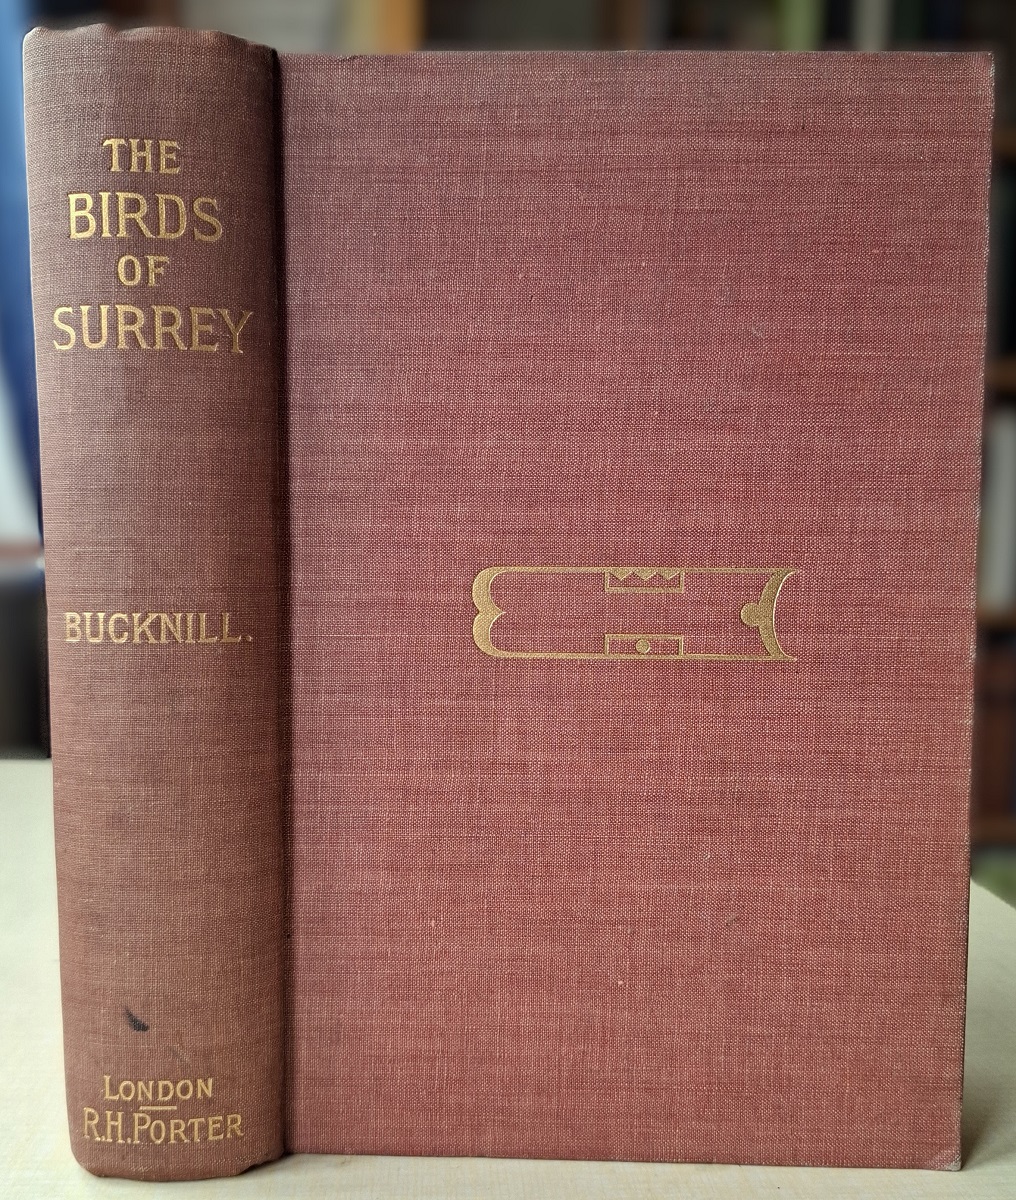 THE
BIRDS
OF
SURREY
BUCKNILL.
LONDON
R.H.PORTER